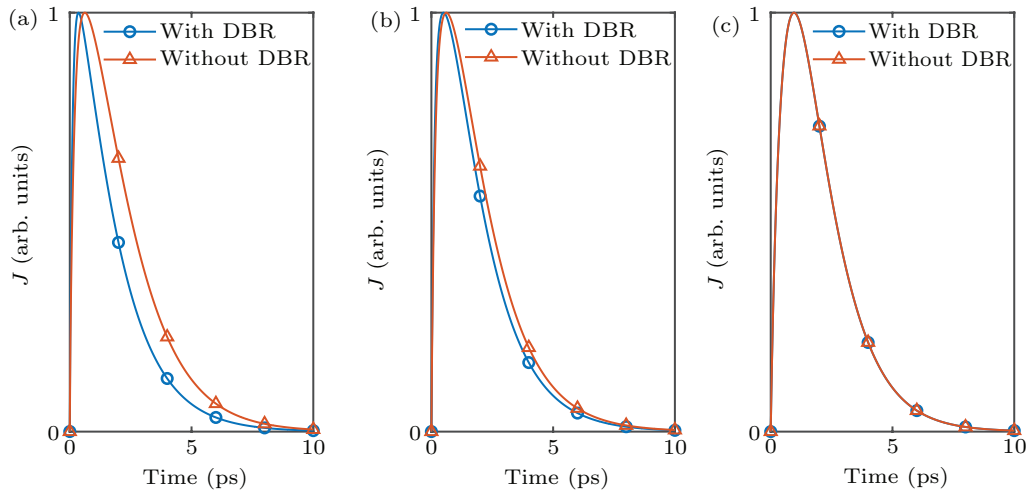 (a)
1
With DBR
Without DBR
J (arb. units)
0
0
5
10
Time (ps)
(b)
1
With DBR
Without DBR
J (arb. units)
0
0
5
10
Time (ps)
(c)
1
With DBR
Without DBR
J (arb. units)
0
0
5
10
Time (ps)